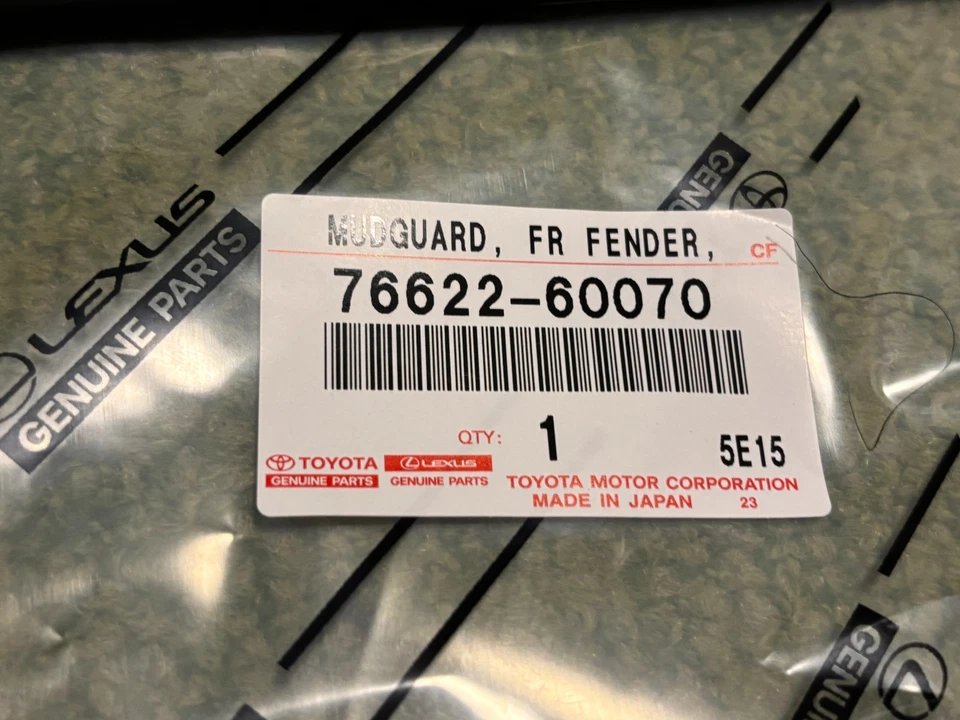 MUDGUARD, FR FENDER,
CF
76622-60070
QTY: 1
5E15
TOYOTA
GENUINE PARTS
LEXUS
GENUINE PARTS
TOYOTA MOTOR CORPORATION
MADE IN JAPAN 23
LEXUS
GENUINE PARTS
GENU
GENU